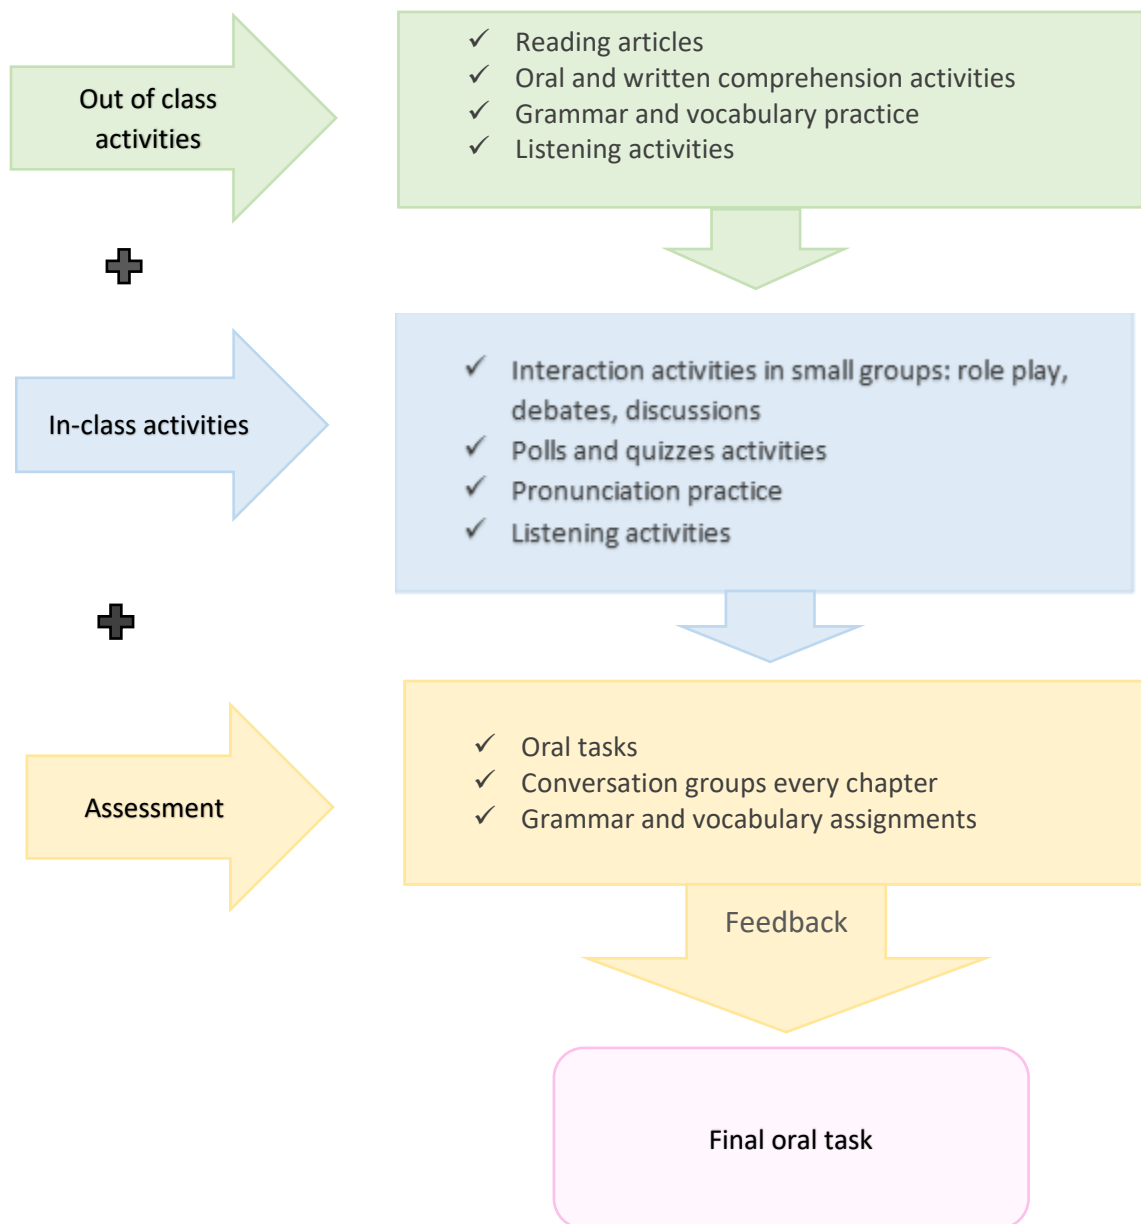 Out of class
activities
✓ Reading articles
✓ Oral and written comprehension activities
✓ Grammar and vocabulary practice
✓ Listening activities
In-class activities
✓ Interaction activities in small groups: role play,
debates, discussions
✓ Polls and quizzes activities
✓ Pronunciation practice
✓ Listening activities
Assessment
✓ Oral tasks
✓ Conversation groups every chapter
✓ Grammar and vocabulary assignments
Feedback
Final oral task